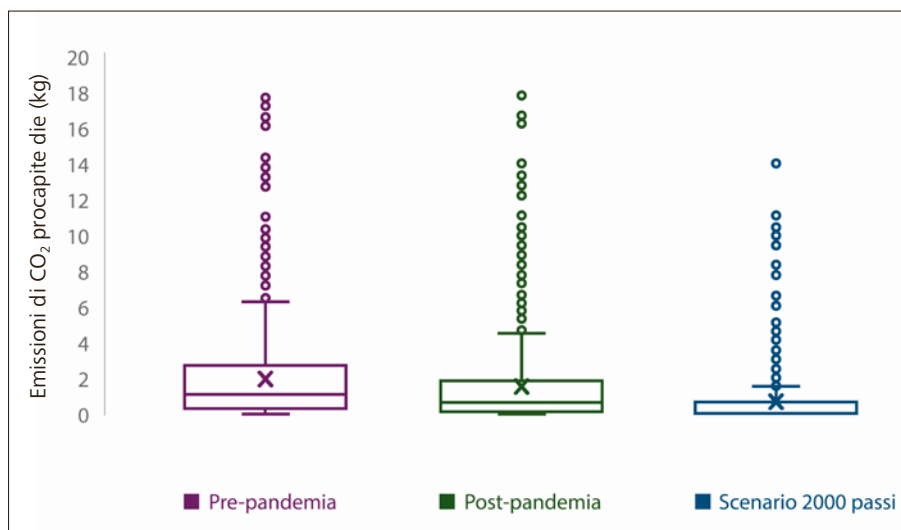 Emissioni di CO₂ procapite die (kg)
20
18
16
14
12
10
8
6
4
2
0
Pre-pandemia
Post-pandemia
Scenario 2000 passi